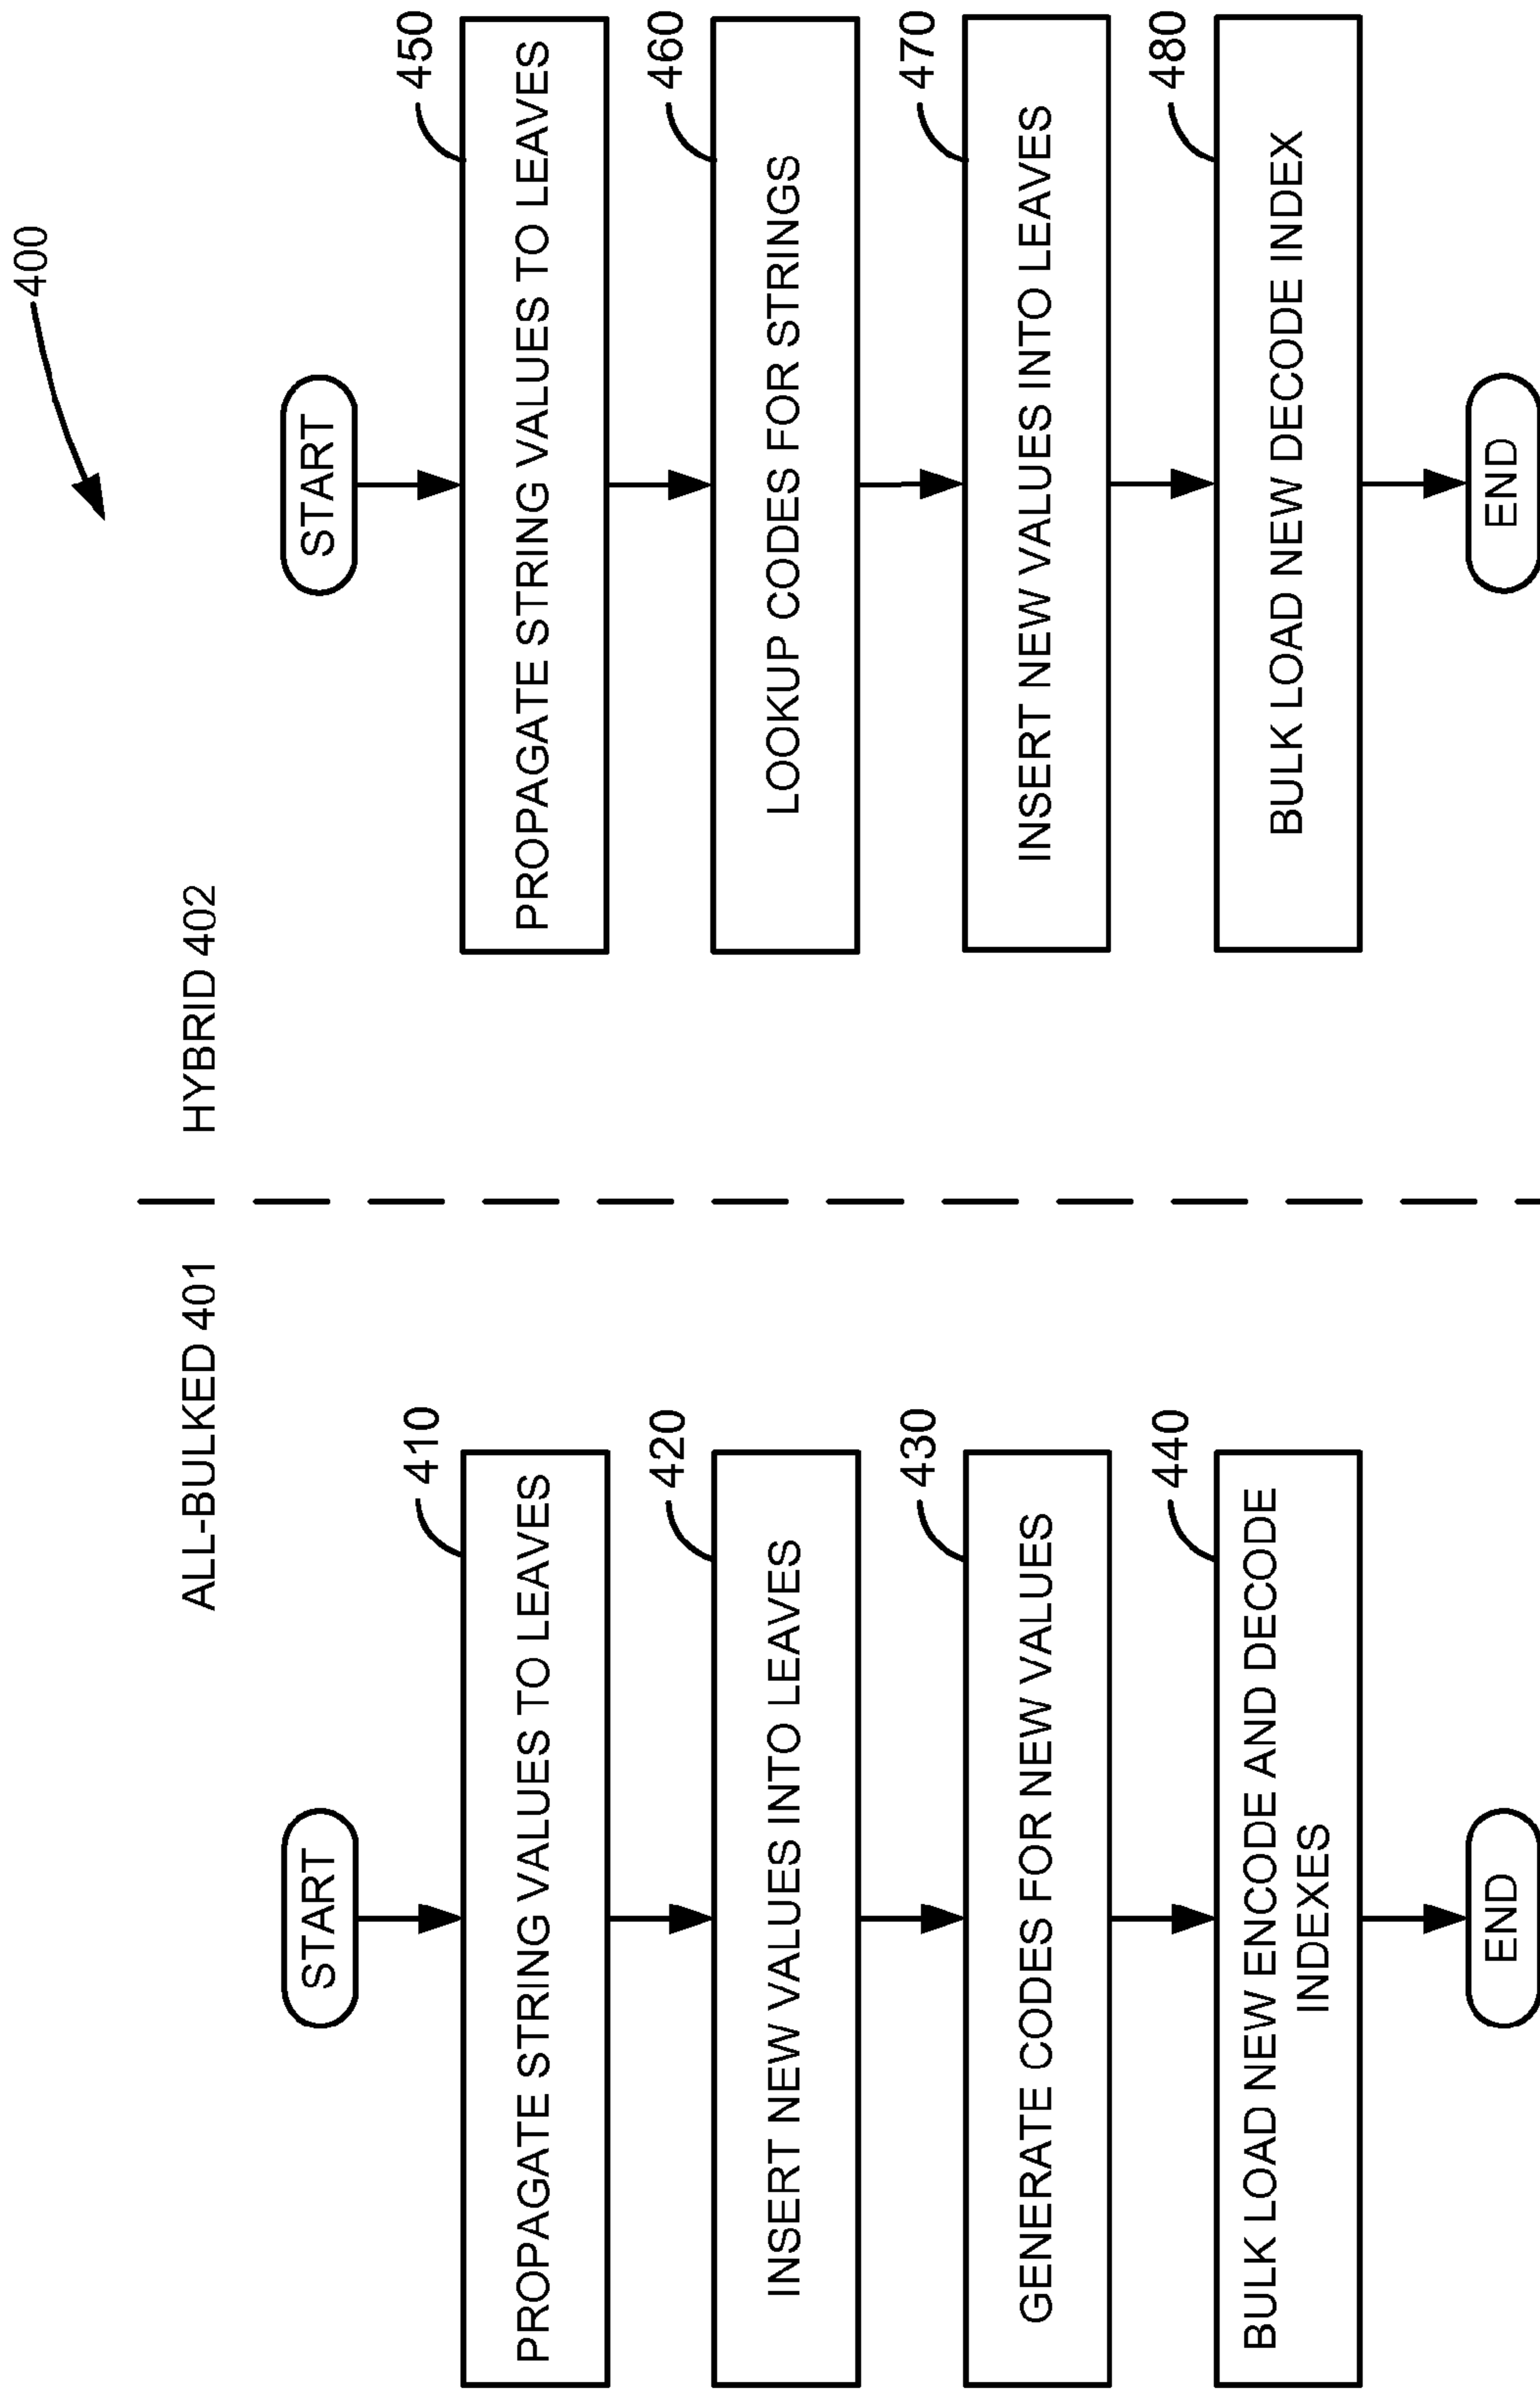 400
ALL-BULKED 401
START
410
PROPAGATE STRING VALUES TO LEAVES
420
INSERT NEW VALUES INTO LEAVES
430
GENERATE CODES FOR NEW VALUES
440
BULK LOAD NEW ENCODE AND DECODE
INDEXES
END
HYBRID 402
START
450
PROPAGATE STRING VALUES TO LEAVES
460
LOOKUP CODES FOR STRINGS
470
INSERT NEW VALUES INTO LEAVES
480
BULK LOAD NEW DECODE INDEX
END